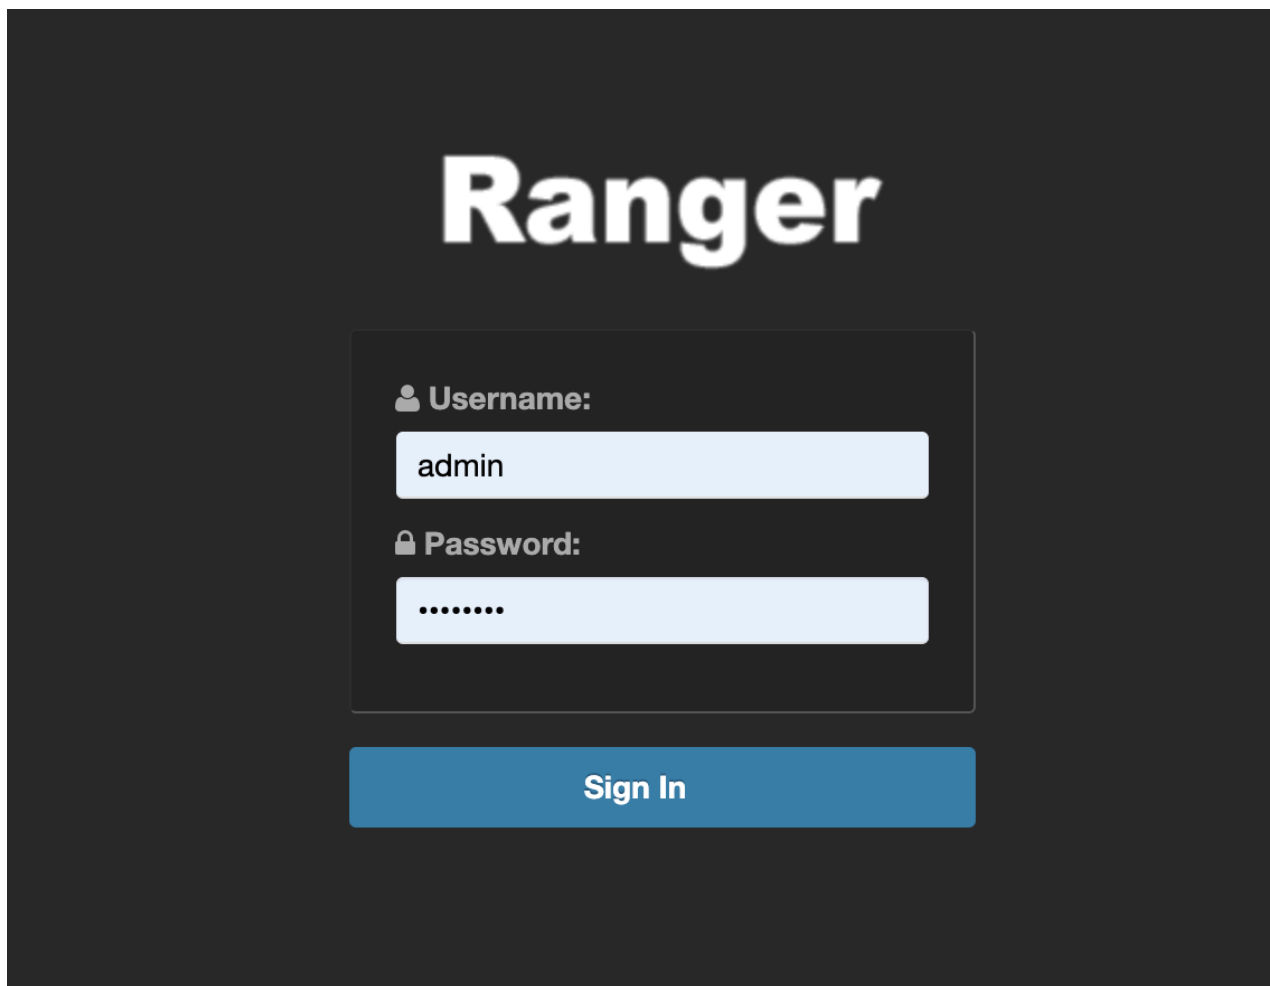 Ranger
Username:
admin
Password:
••••••••
Sign In